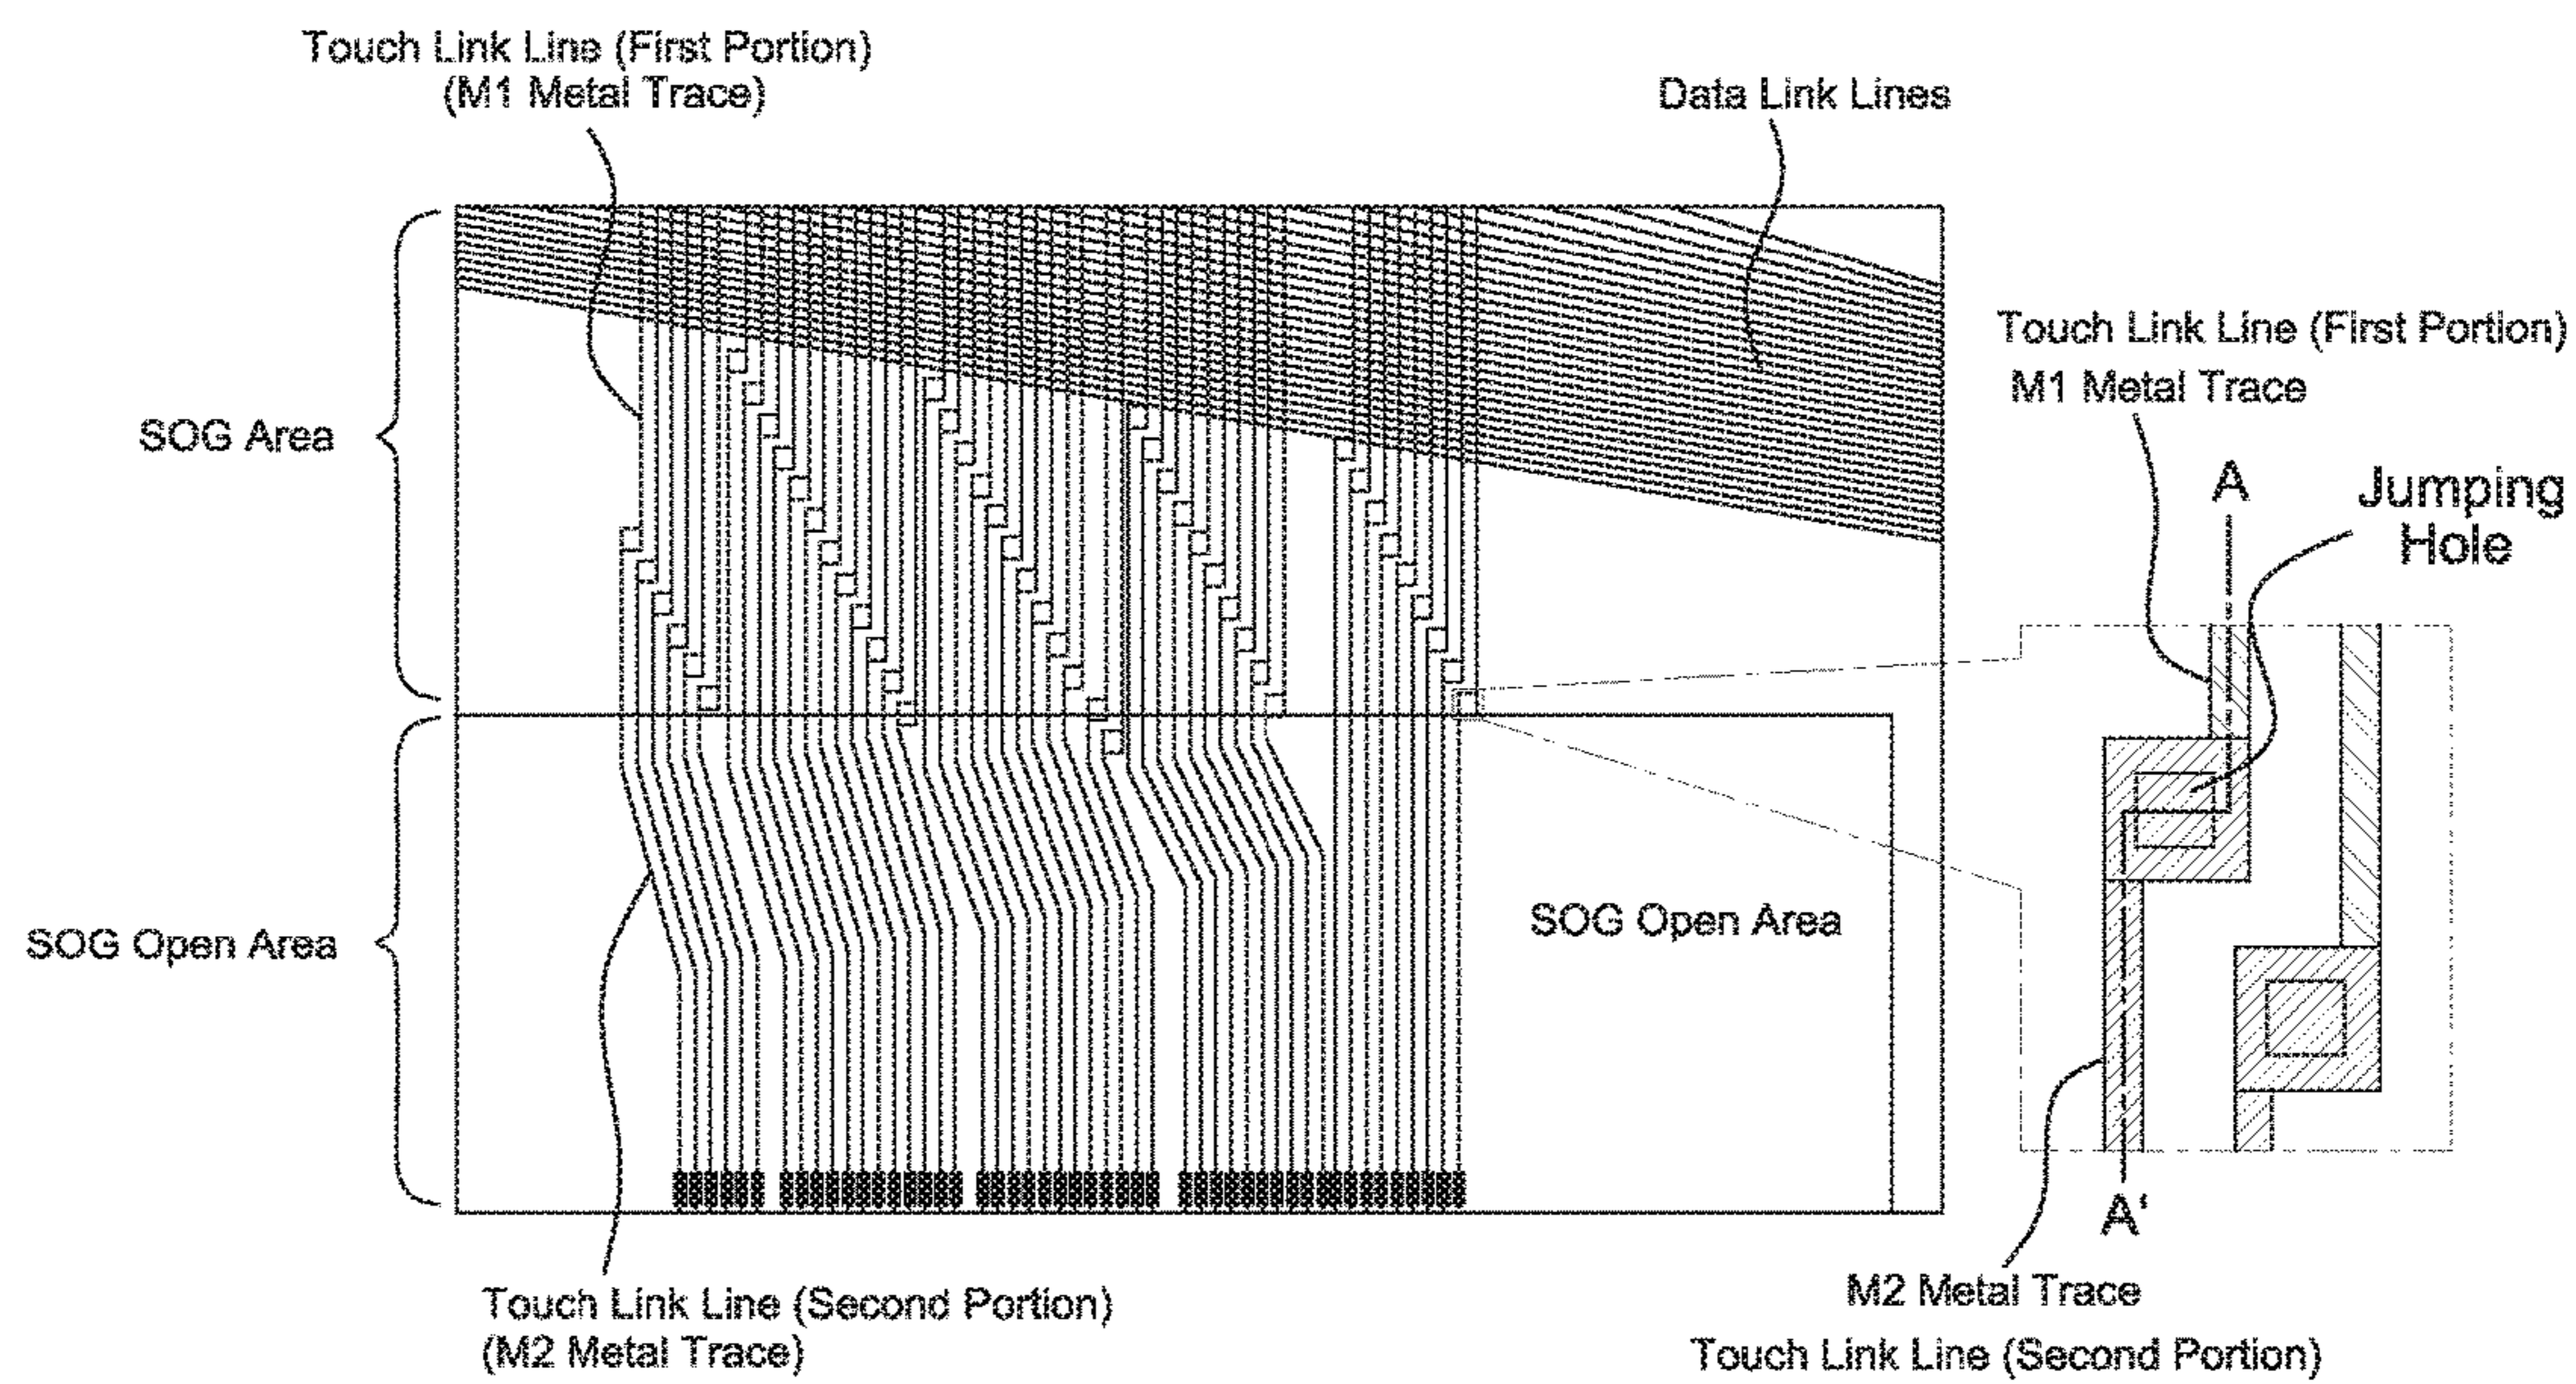 Touch Link Line (First Portion)
(M1 Metal Trace)
Data Link Lines
Touch Link Line (First Portion)
M1 Metal Trace
SOG Area
A
Jumping
Hole
SOG Open Area
SOG Open Area
A'
M2 Metal Trace
Touch Link Line (Second Portion)
Touch Link Line (Second Portion)
(M2 Metal Trace)